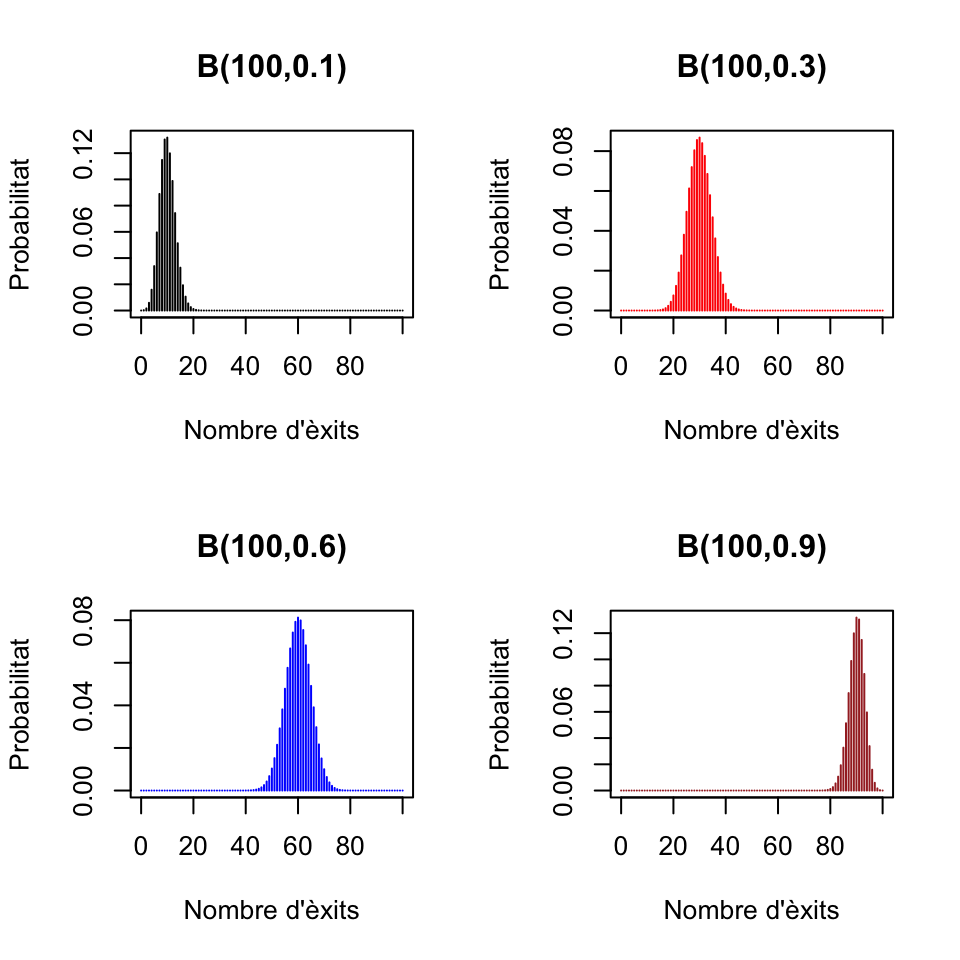 B(100,0.1)
Probabilitat
0.00 0.06 0.12
0 20 40 60 80
Nombre d'èxits
B(100,0.3)
Probabilitat
0.00 0.04 0.08
0 20 40 60 80
Nombre d'èxits
B(100,0.6)
Probabilitat
0.00 0.04 0.08
0 20 40 60 80
Nombre d'èxits
B(100,0.9)
Probabilitat
0.00 0.06 0.12
0 20 40 60 80
Nombre d'èxits